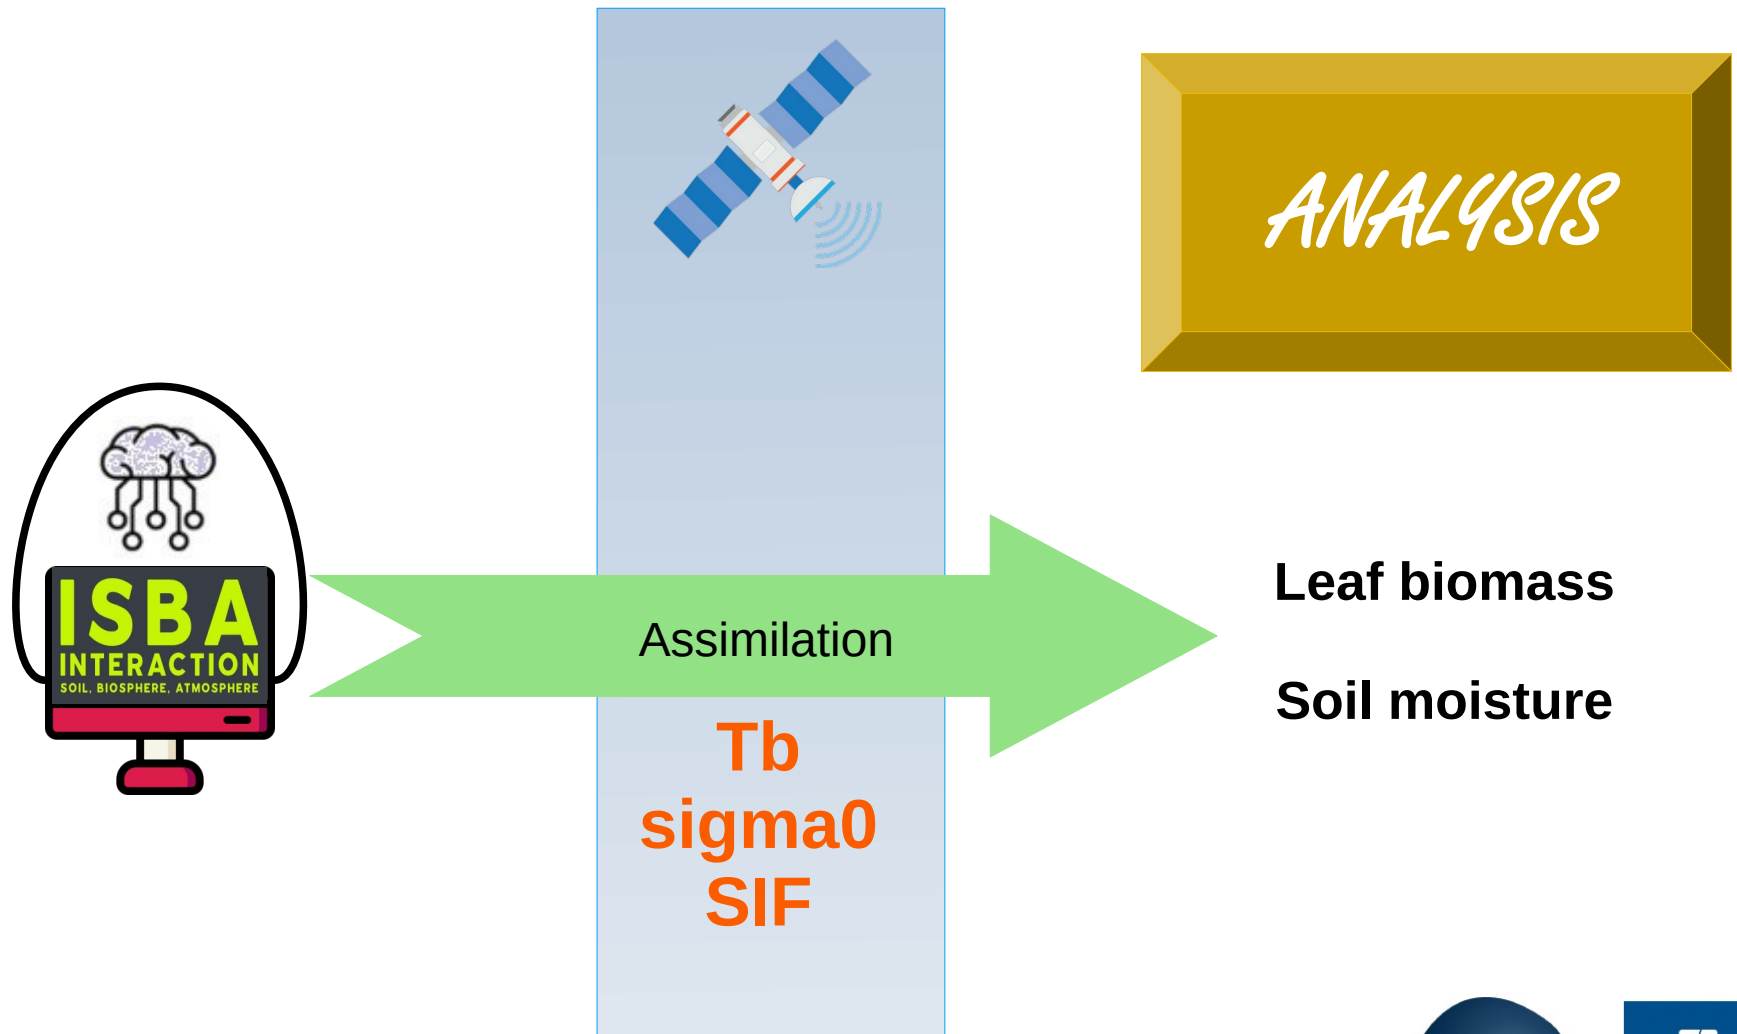 ANALYSIS
ISBA
INTERACTION
SOIL, BIOSPHERE, ATMOSPHERE
Assimilation
Leaf biomass
Soil moisture
Tb
sigma0
SIF